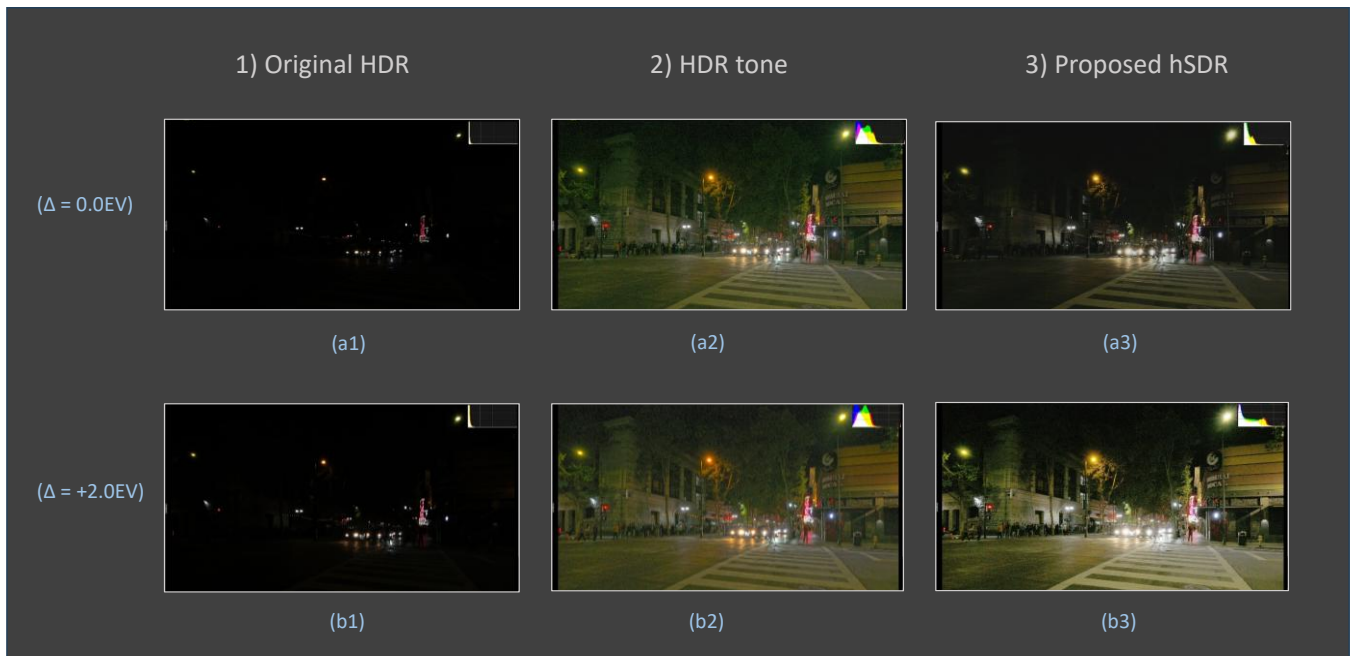 1) Original HDR
2) HDR tone
3) Proposed hSDR
(Δ = 0.0EV)
(a1)
(a2)
(a3)
(Δ = +2.0EV)
(b1)
(b2)
(b3)